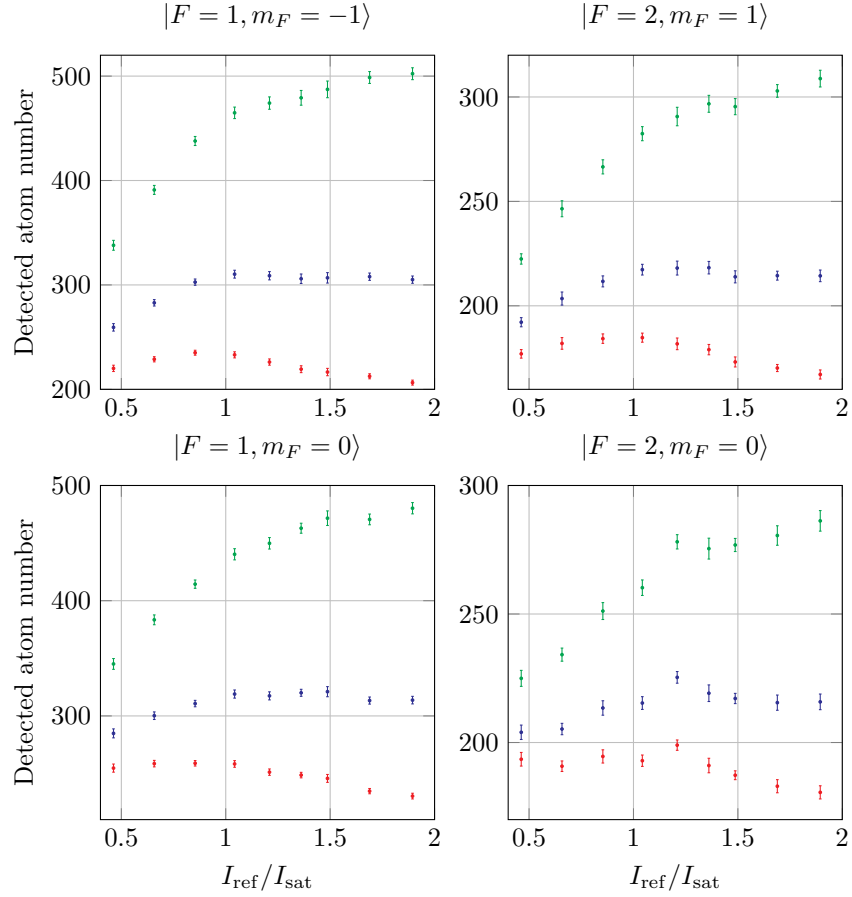 |F = 1, m_F = −1⟩
|F = 2, m_F = 1⟩
Detected atom number
500
400
300
200
300
250
200
0.5 1 1.5 2
0.5 1 1.5 2
|F = 1, m_F = 0⟩
|F = 2, m_F = 0⟩
Detected atom number
500
400
300
300
250
200
0.5 1 1.5 2
0.5 1 1.5 2
I_ref/I_sat
I_ref/I_sat